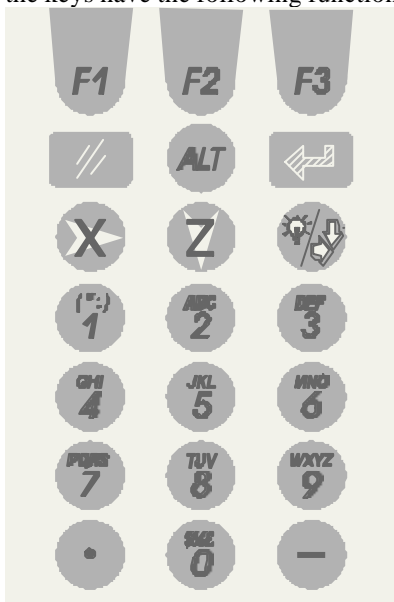 the keys have the following function
F1 F2 F3
ALT
X Z
ABC DEF
1 2 3
GHI JKL MNO
4 5 6
PQRS TUV WXYZ
7 8 9
. 0 -